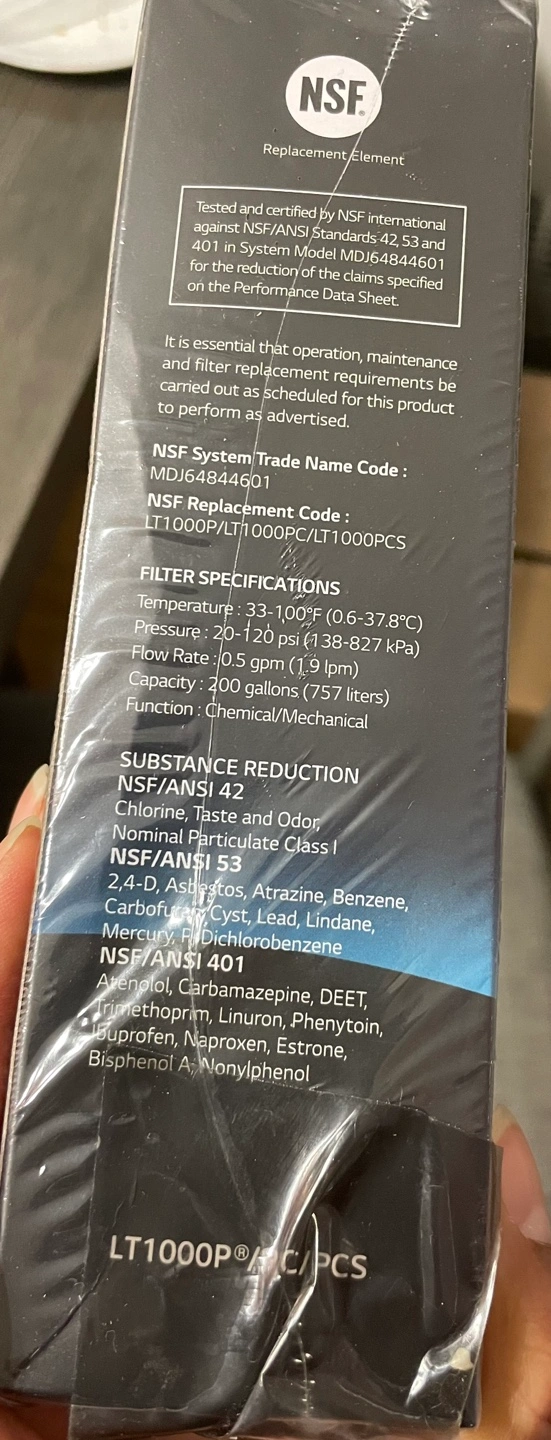 NSF®
Replacement Element
Tested and certified by NSF international
against NSF/ANSI Standards 42, 53 and
401 in System Model MDJ64844601
for the reduction of the claims specified
on the Performance Data Sheet.
It is essential that operation, maintenance
and filter replacement requirements be
carried out as scheduled for this product
to perform as advertised.
NSF System Trade Name Code :
MDJ64844601
NSF Replacement Code :
LT1000P/LT1000PC/LT1000PCS
FILTER SPECIFICATIONS
Temperature : 33-100°F (0.6-37.8°C)
Pressure : 20-120 psi (138-827 kPa)
Flow Rate : 0.5 gpm (1.9 lpm)
Capacity : 200 gallons (757 liters)
Function : Chemical/Mechanical
SUBSTANCE REDUCTION
NSF/ANSI 42
Chlorine, Taste and Odor,
Nominal Particulate Class I
NSF/ANSI 53
2,4-D, Asbestos, Atrazine, Benzene,
Carbofuran, Cyst, Lead, Lindane,
Mercury, P-Dichlorobenzene
NSF/ANSI 401
Atenolol, Carbamazepine, DEET,
Trimethoprim, Linuron, Phenytoin,
Ibuprofen, Naproxen, Estrone,
Bisphenol A, Nonylphenol
LT1000P®/PC/PCS